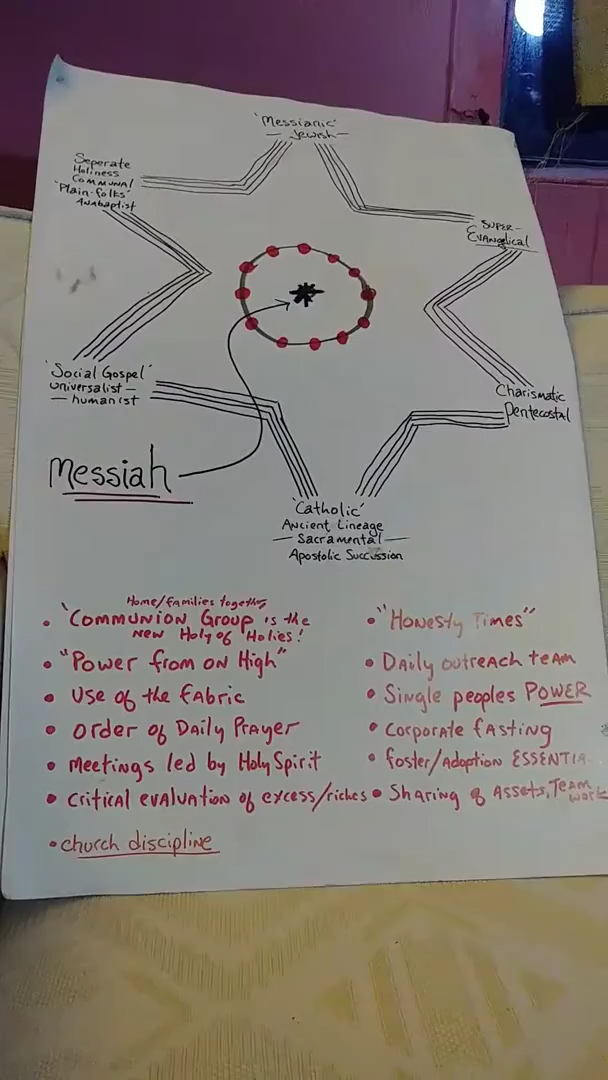 'Messianic'
— Jewish —
Seperate
Holiness
Communal
'Plain-folks'
Anabaptist
SUPER-
Evangelical
'Social Gospel'
Universalist —
— humanist
Charismatic
Pentecostal
Messiah
'Catholic'
Ancient Lineage
— Sacramental —
Apostolic Succussion
Home/families together,
• "Communion Group is the
new Holy of Holies!
• "Power from on High"
• Use of the fabric
• Order of Daily Prayer
• Meetings led by Holy Spirit
• Critical evaluation of excess/riches
• church discipline
• "Honesty Times"
• Daily outreach team
• Single peoples POWER
• Corporate fasting
• foster/Adoption ESSENTIA
• Sharing of Assets, Team
work